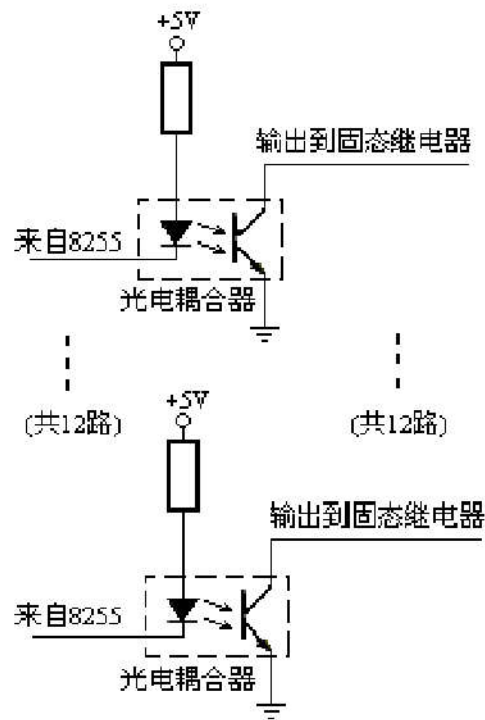 +5V
输出到固态继电器
来自8255
光电耦合器
(共12路)
(共12路)
+5V
输出到固态继电器
来自8255
光电耦合器